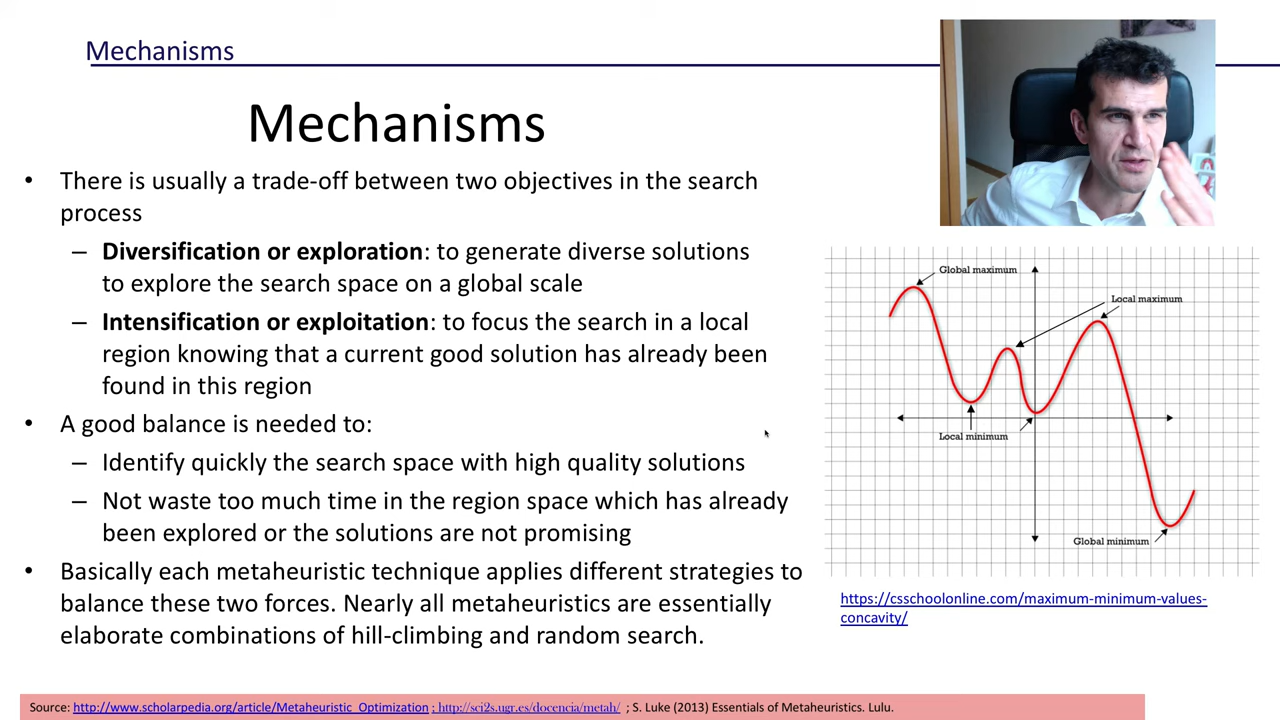 Mechanisms
Mechanisms
• There is usually a trade-off between two objectives in the search
process
– Diversification or exploration: to generate diverse solutions
to explore the search space on a global scale
– Intensification or exploitation: to focus the search in a local
region knowing that a current good solution has already been
found in this region
• A good balance is needed to:
– Identify quickly the search space with high quality solutions
– Not waste too much time in the region space which has already
been explored or the solutions are not promising
• Basically each metaheuristic technique applies different strategies to
balance these two forces. Nearly all metaheuristics are essentially
elaborate combinations of hill-climbing and random search.
Global maximum
Local maximum
Local minimum
Global minimum
https://csschoolonline.com/maximum-minimum-values-
concavity/
Source: http://www.scholarpedia.org/article/Metaheuristic_Optimization ; http://sci2s.ugr.es/docencia/metah/ ; S. Luke (2013) Essentials of Metaheuristics. Lulu.